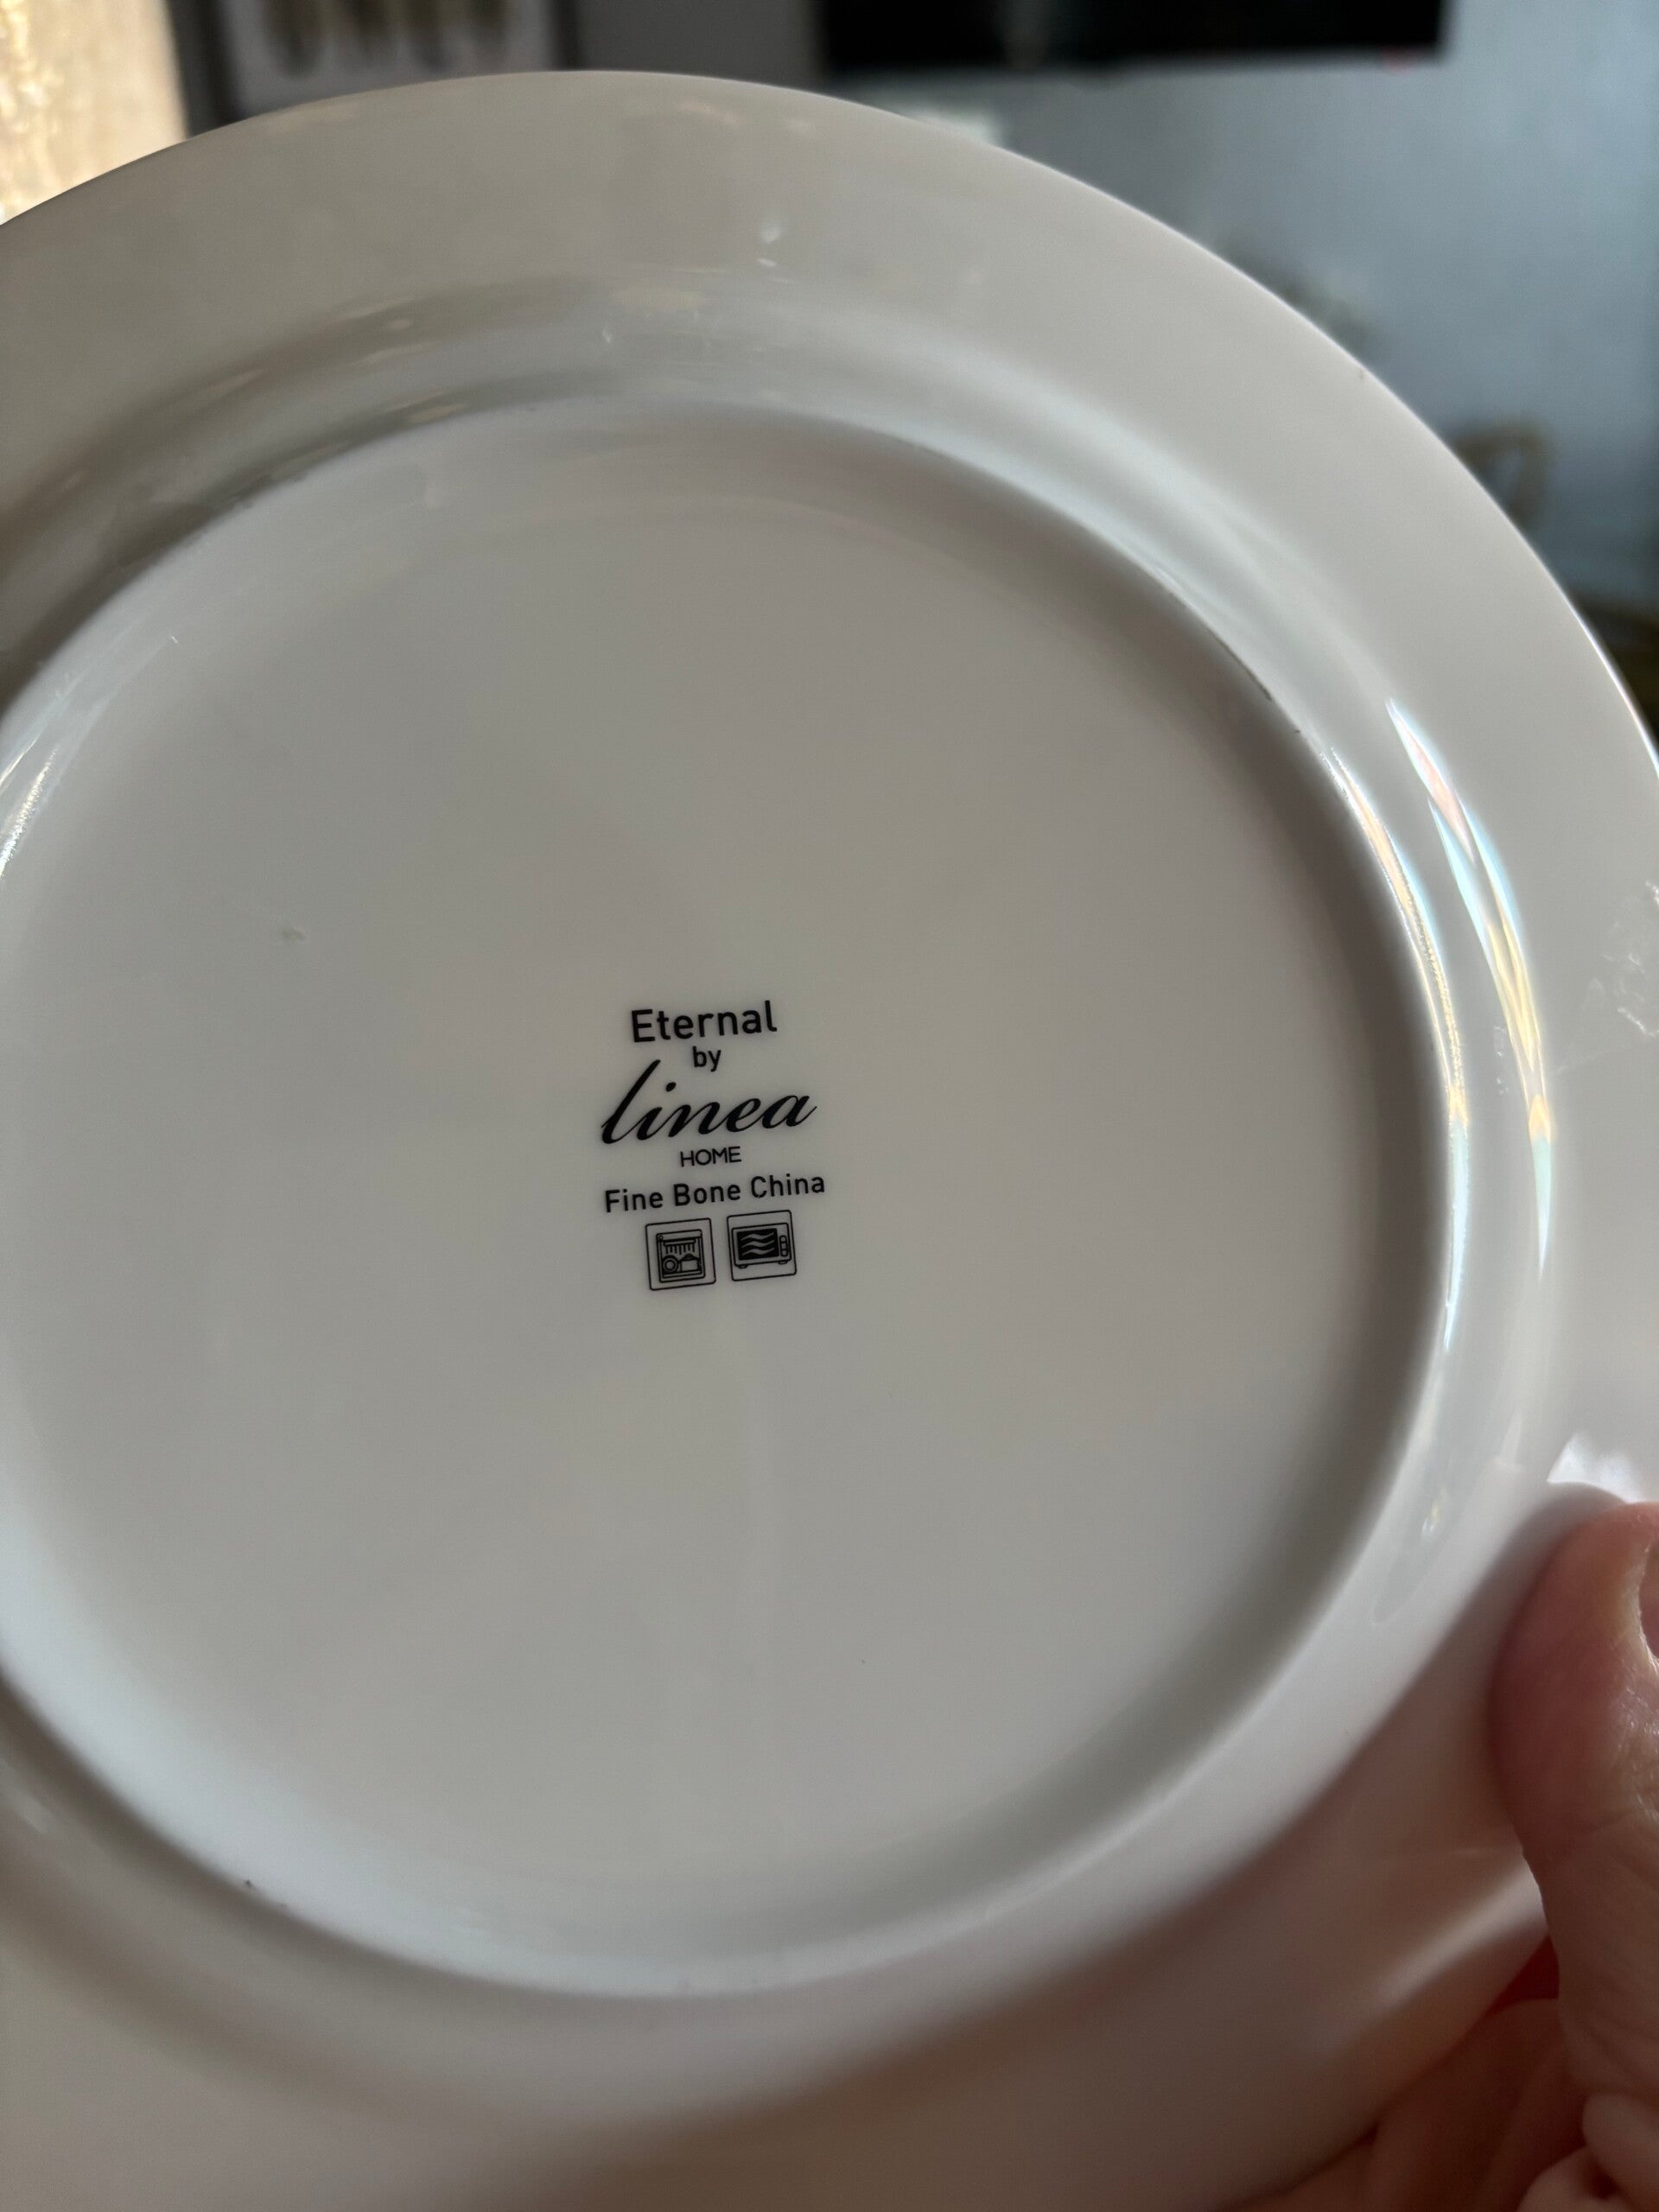 Eternal
by
linea
HOME
Fine Bone China